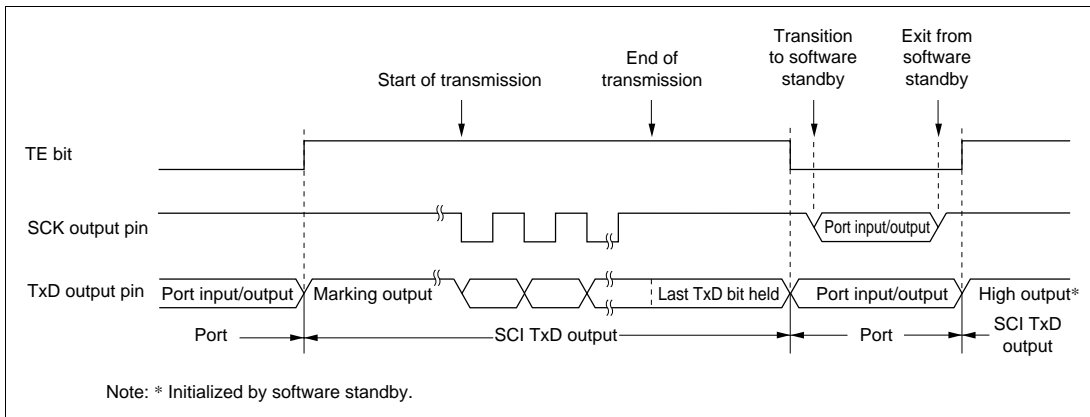 Start of transmission
End of
transmission
Transition
to software
standby
Exit from
software
standby
TE bit
SCK output pin
Port input/output
TxD output pin
Port input/output
Marking output
Last TxD bit held
Port input/output
High output*
Port
SCI TxD output
Port
SCI TxD
output
Note: * Initialized by software standby.